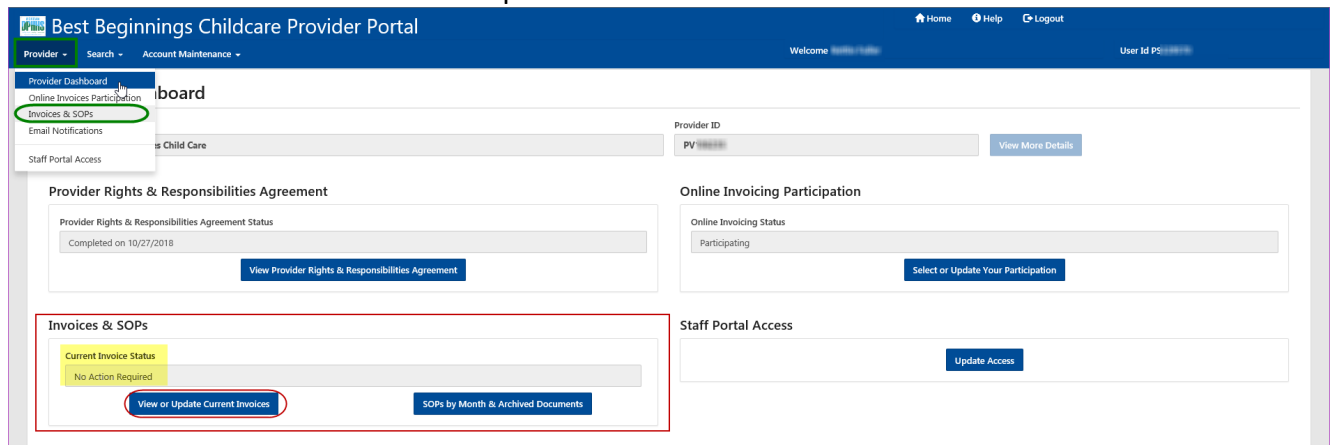 Best Beginnings Childcare Provider Portal
Home Help Logout
Provider Search Account Maintenance
Welcome
User Id PS
Provider Dashboard
Online Invoices Participation
Invoices & SOPs
Email Notifications
Staff Portal Access
board
Provider ID
Child Care
PV
View More Details
Provider Rights & Responsibilities Agreement
Online Invoicing Participation
Provider Rights & Responsibilities Agreement Status
Online Invoicing Status
Completed on 10/27/2018
Participating
View Provider Rights & Responsibilities Agreement
Select or Update Your Participation
Invoices & SOPs
Staff Portal Access
Current Invoice Status
No Action Required
Update Access
View or Update Current Invoices
SOPs by Month & Archived Documents